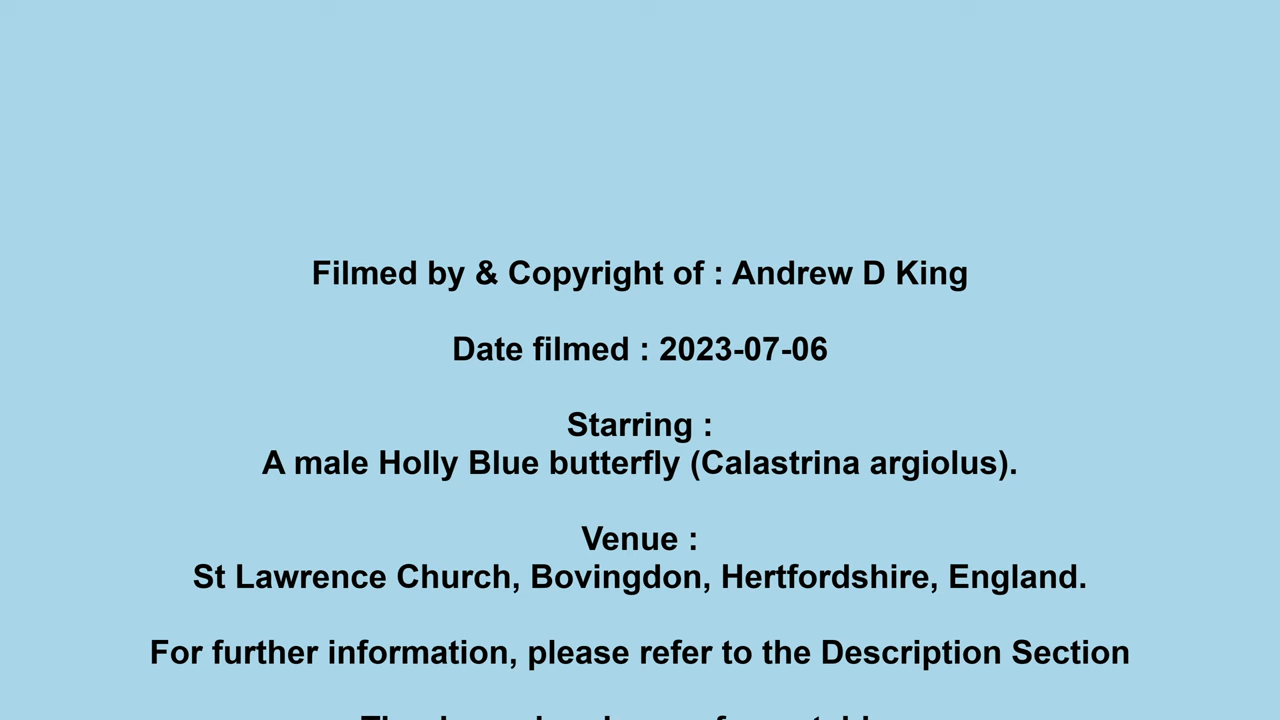 Filmed by & Copyright of : Andrew D King
Date filmed : 2023-07-06
Starring :
A male Holly Blue butterfly (Calastrina argiolus).
Venue :
St Lawrence Church, Bovingdon, Hertfordshire, England.
For further information, please refer to the Description Section